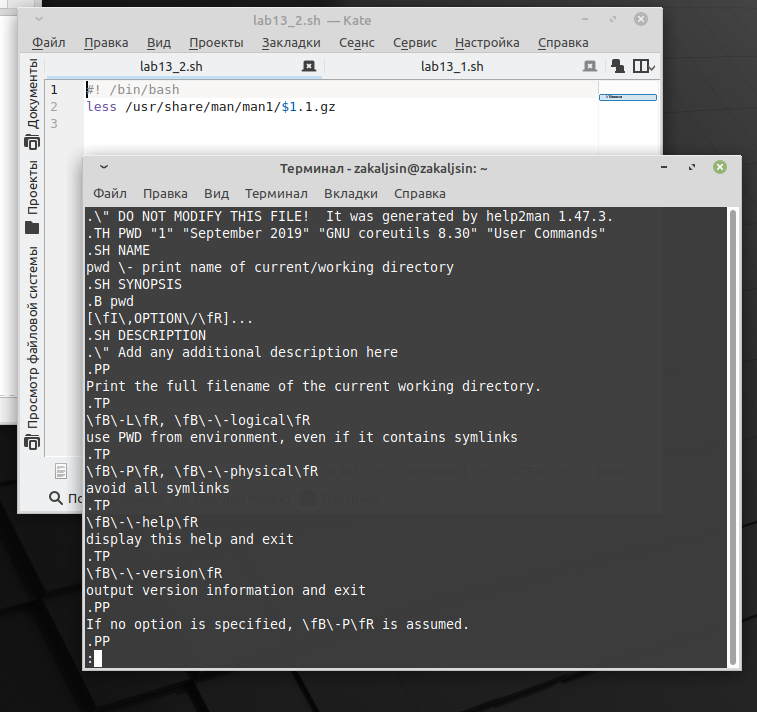 lab13_2.sh — Kate
Файл Правка Вид Проекты Закладки Сеанс Сервис Настройка Справка
lab13_2.sh lab13_1.sh
Документы
Проекты
Просмотр файловой системы
1 #! /bin/bash
2 less /usr/share/man/man1/$1.1.gz
3
Терминал - zakaljsin@zakaljsin: ~
Файл Правка Вид Терминал Вкладки Справка
.\" DO NOT MODIFY THIS FILE!  It was generated by help2man 1.47.3.
.TH PWD "1" "September 2019" "GNU coreutils 8.30" "User Commands"
.SH NAME
pwd \- print name of current/working directory
.SH SYNOPSIS
.B pwd
[\fI\,OPTION\/\fR]...
.SH DESCRIPTION
.\" Add any additional description here
.PP
Print the full filename of the current working directory.
.TP
\fB\-L\fR, \fB\-\-logical\fR
use PWD from environment, even if it contains symlinks
.TP
\fB\-P\fR, \fB\-\-physical\fR
avoid all symlinks
.TP
\fB\-\-help\fR
display this help and exit
.TP
\fB\-\-version\fR
output version information and exit
.PP
If no option is specified, \fB\-P\fR is assumed.
.PP
: